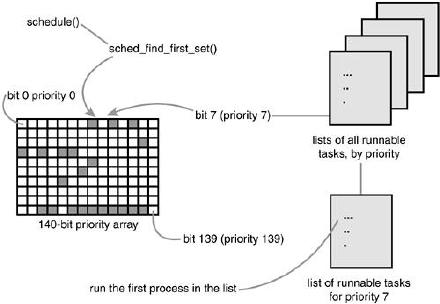 schedule()
sched_find_first_set()
bit 0 priority 0
bit 7 (priority 7)
lists of all runnable
tasks, by priority
140-bit priority array
bit 139 (priority 139)
run the first process in the list
list of runnable tasks
for priority 7